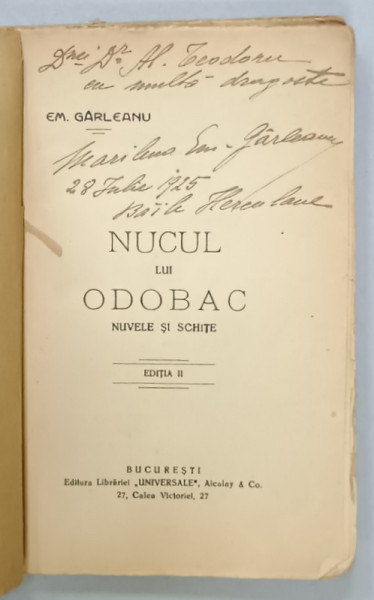 Dnei Dr. Al. Teodoru
cu multă dragoste
EM. GÂRLEANU
Marilena Em. Gârleanu
28 Iulie 1925
Băile Herculane
NUCUL
LUI
ODOBAC
NUVELE ȘI SCHIȚE
EDIȚIA II
BUCUREȘTI
Editura Librăriei „UNIVERSALE", Alcalay & Co.
27, Calea Victoriei, 27